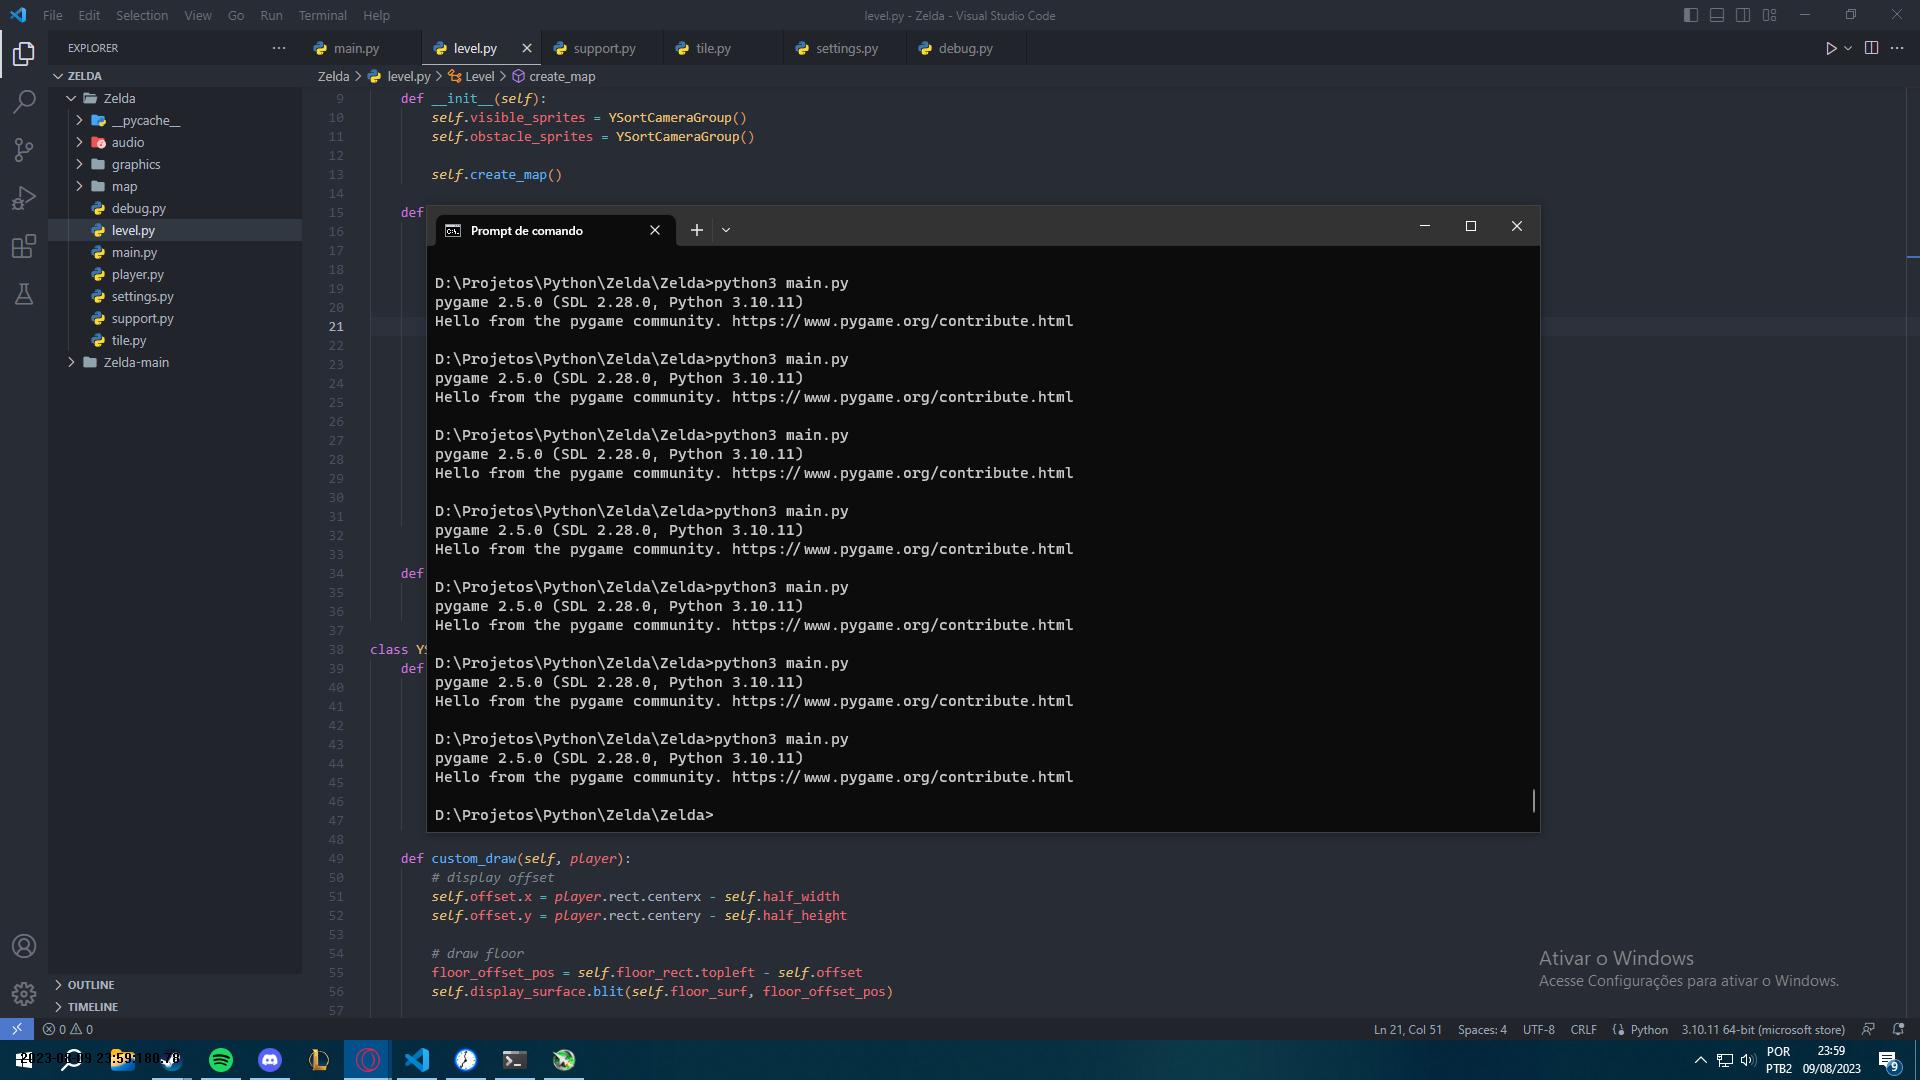 File Edit Selection View Go Run Terminal Help
level.py - Zelda - Visual Studio Code
EXPLORER
main.py level.py support.py tile.py settings.py debug.py
ZELDA
Zelda > level.py > Level > create_map
Zelda
__pycache__
audio
graphics
map
debug.py
level.py
main.py
player.py
settings.py
support.py
tile.py
Zelda-main
OUTLINE
TIMELINE
9 def __init__(self):
10 self.visible_sprites = YSortCameraGroup()
11 self.obstacle_sprites = YSortCameraGroup()
12
13 self.create_map()
14
15 def
16
17
18
19
20
21
22
23
24
25
26
27
28
29
30
31
32
33
34 def
35
36
37
38 class YS
39 def
40
41
42
43
44
45
46
47
48
49 def custom_draw(self, player):
50 # display offset
51 self.offset.x = player.rect.centerx - self.half_width
52 self.offset.y = player.rect.centery - self.half_height
53
54 # draw floor
55 floor_offset_pos = self.floor_rect.topleft - self.offset
56 self.display_surface.blit(self.floor_surf, floor_offset_pos)
57
Prompt de comando
D:\Projetos\Python\Zelda\Zelda>python3 main.py
pygame 2.5.0 (SDL 2.28.0, Python 3.10.11)
Hello from the pygame community. https://www.pygame.org/contribute.html
D:\Projetos\Python\Zelda\Zelda>python3 main.py
pygame 2.5.0 (SDL 2.28.0, Python 3.10.11)
Hello from the pygame community. https://www.pygame.org/contribute.html
D:\Projetos\Python\Zelda\Zelda>python3 main.py
pygame 2.5.0 (SDL 2.28.0, Python 3.10.11)
Hello from the pygame community. https://www.pygame.org/contribute.html
D:\Projetos\Python\Zelda\Zelda>python3 main.py
pygame 2.5.0 (SDL 2.28.0, Python 3.10.11)
Hello from the pygame community. https://www.pygame.org/contribute.html
D:\Projetos\Python\Zelda\Zelda>python3 main.py
pygame 2.5.0 (SDL 2.28.0, Python 3.10.11)
Hello from the pygame community. https://www.pygame.org/contribute.html
D:\Projetos\Python\Zelda\Zelda>python3 main.py
pygame 2.5.0 (SDL 2.28.0, Python 3.10.11)
Hello from the pygame community. https://www.pygame.org/contribute.html
D:\Projetos\Python\Zelda\Zelda>python3 main.py
pygame 2.5.0 (SDL 2.28.0, Python 3.10.11)
Hello from the pygame community. https://www.pygame.org/contribute.html
D:\Projetos\Python\Zelda\Zelda>
Ativar o Windows
Acesse Configurações para ativar o Windows.
0 0
Ln 21, Col 51 Spaces: 4 UTF-8 CRLF Python 3.10.11 64-bit (microsoft store)
POR
PTB2
23:59
09/08/2023
9